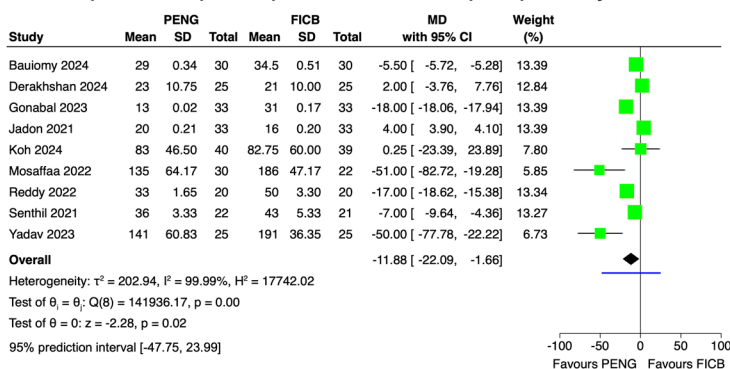 PENG FICB MD Weight
Study Mean SD Total Mean SD Total with 95% CI (%)
Bauiomy 2024 29 0.34 30 34.5 0.51 30 -5.50 [ -5.72, -5.28] 13.39
Derakhshan 2024 23 10.75 25 21 10.00 25 2.00 [ -3.76, 7.76] 12.84
Gonabal 2023 13 0.02 33 31 0.17 33 -18.00 [ -18.06, -17.94] 13.39
Jadon 2021 20 0.21 33 16 0.20 33 4.00 [ 3.90, 4.10] 13.39
Koh 2024 83 46.50 40 82.75 60.00 39 0.25 [ -23.39, 23.89] 7.80
Mosaffaa 2022 135 64.17 30 186 47.17 22 -51.00 [ -82.72, -19.28] 5.85
Reddy 2022 33 1.65 20 50 3.30 20 -17.00 [ -18.62, -15.38] 13.34
Senthil 2021 36 3.33 22 43 5.33 21 -7.00 [ -9.64, -4.36] 13.27
Yadav 2023 141 60.83 25 191 36.35 25 -50.00 [ -77.78, -22.22] 6.73
Overall -11.88 [ -22.09, -1.66]
Heterogeneity: τ² = 202.94, I² = 99.99%, H² = 17742.02
Test of θᵢ = θⱼ: Q(8) = 141936.17, p = 0.00
Test of θ = 0: z = -2.28, p = 0.02
95% prediction interval [-47.75, 23.99]
-100 -50 0 50 100
Favours PENG Favours FICB